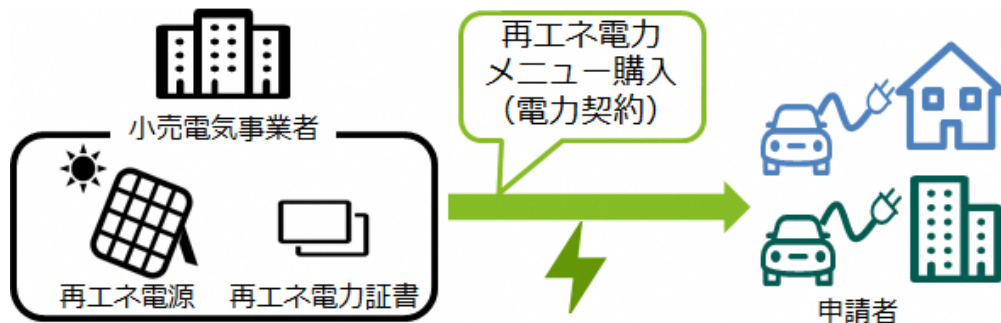 小売電気事業者
再エネ電源
再エネ電力証書
再エネ電力
メニュー購入
（電力契約）
申請者